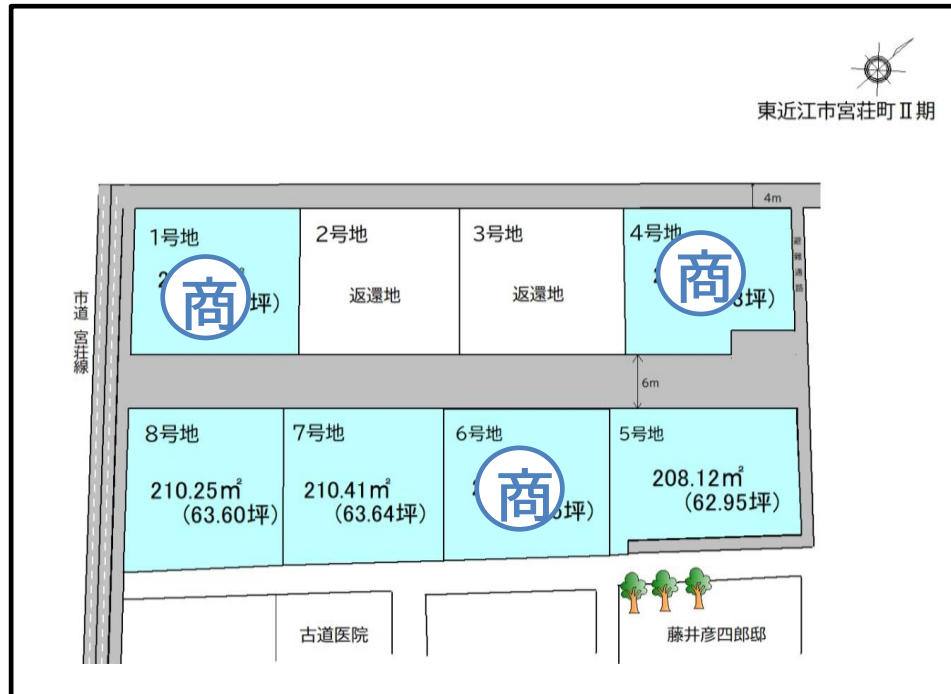 東近江市宮荘町Ⅱ期
4m
1号地
2号地
3号地
4号地
避難通路
商
坪)
返還地
返還地
商
3坪)
市道 宮荘線
6m
8号地
7号地
6号地
5号地
210.25㎡
(63.60坪)
210.41㎡
(63.64坪)
商
坪)
208.12㎡
(62.95坪)
古道医院
藤井彦四郎邸